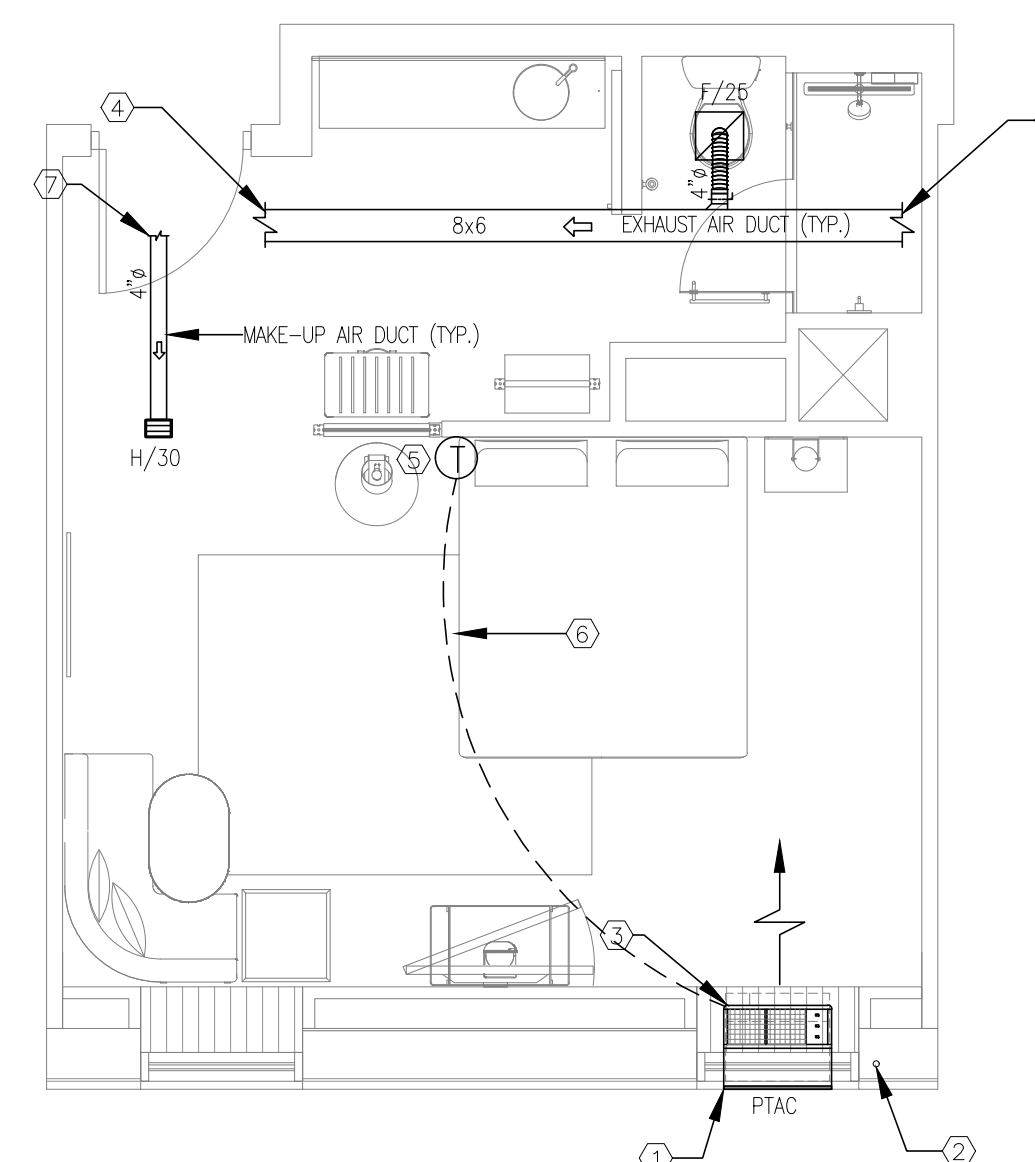 F/25
4
7
4"ø
8x6
EXHAUST AIR DUCT (TYP.)
4"ø
MAKE-UP AIR DUCT (TYP.)
H/30
5
T
6
3
PTAC
1
2